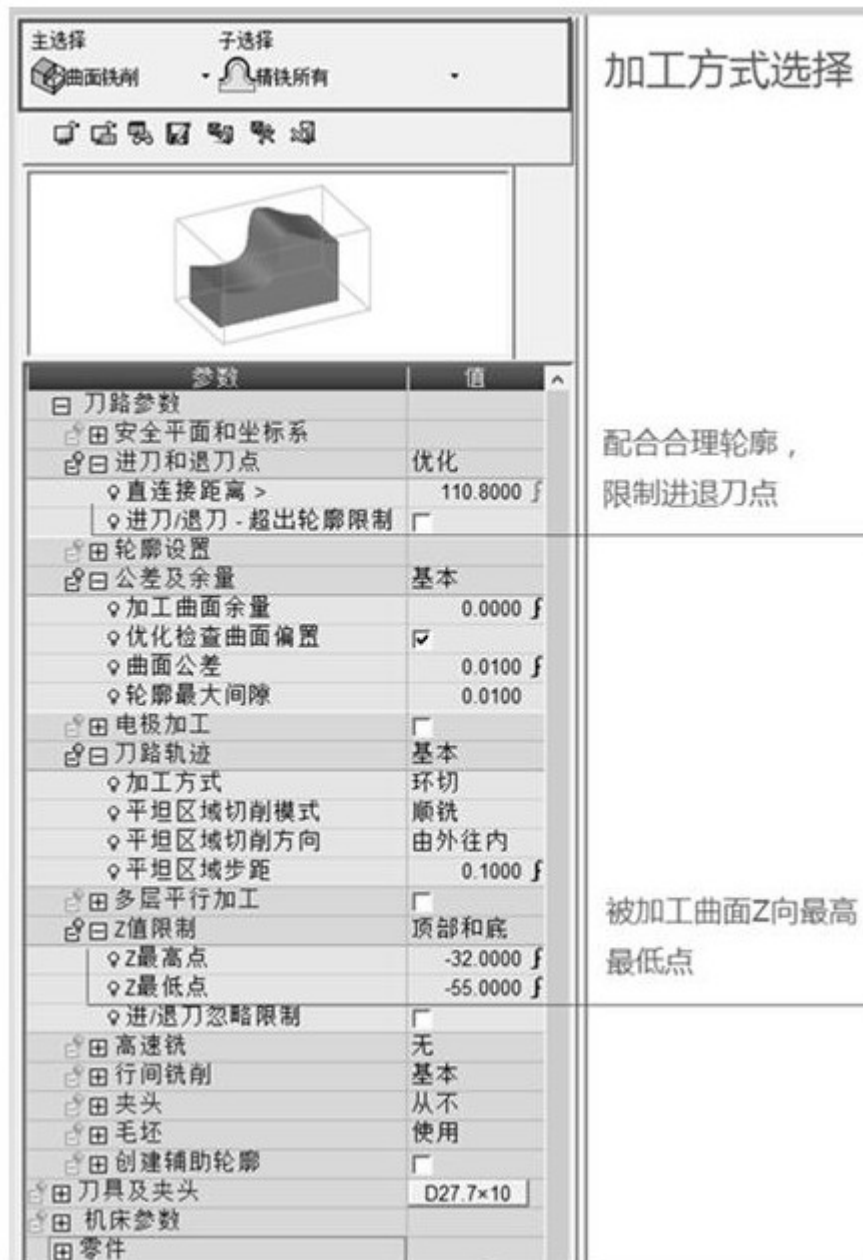 主选择 子选择
曲面铣削 精铣所有
加工方式选择
参数 值
刀路参数
安全平面和坐标系
进刀和退刀点 优化
直连接距离 > 110.8000 f
进刀/退刀 - 超出轮廓限制
配合合理轮廓，
限制进退刀点
轮廓设置
公差及余量 基本
加工曲面余量 0.0000 f
优化检查曲面偏置
曲面公差 0.0100 f
轮廓最大间隙 0.0100
电极加工
刀路轨迹 基本
加工方式 环切
平坦区域切削模式 顺铣
平坦区域切削方向 由外往内
平坦区域步距 0.1000 f
多层平行加工
Z值限制 顶部和底
Z最高点 -32.0000 f
Z最低点 -55.0000 f
被加工曲面Z向最高
最低点
进/退刀忽略限制
高速铣 无
行间铣削 基本
夹头 从不
毛坯 使用
创建辅助轮廓
刀具及夹头 D27.7×10
机床参数
零件